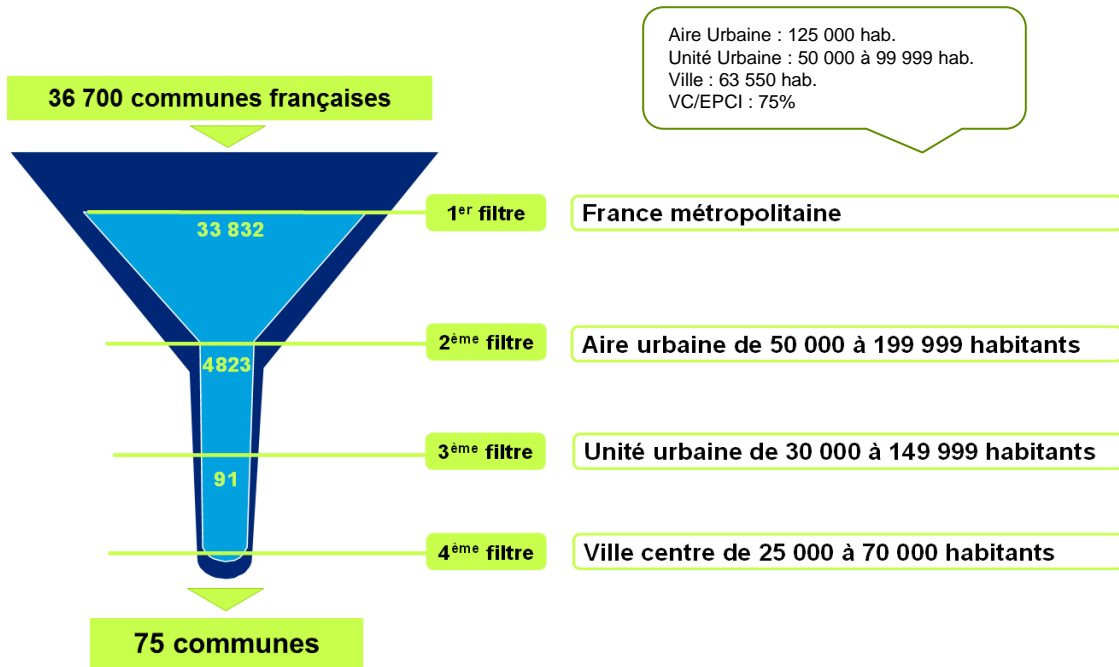 Aire Urbaine : 125 000 hab.
Unité Urbaine : 50 000 à 99 999 hab.
Ville : 63 550 hab.
VC/EPCI : 75%
36 700 communes françaises
1er filtre
France métropolitaine
33 832
2ème filtre
Aire urbaine de 50 000 à 199 999 habitants
4823
3ème filtre
Unité urbaine de 30 000 à 149 999 habitants
91
4ème filtre
Ville centre de 25 000 à 70 000 habitants
75 communes